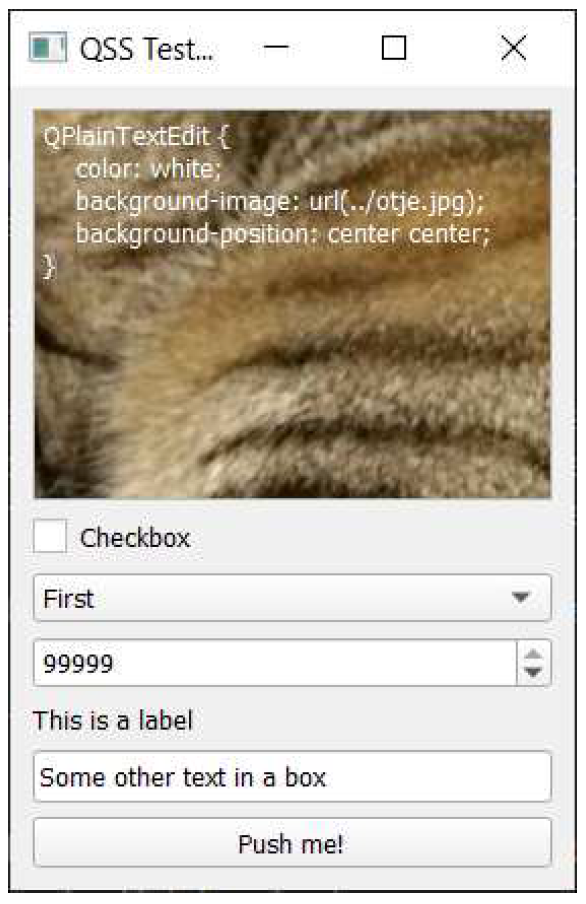 QSS Test...
QPlainTextEdit {
    color: white;
    background-image: url(../otje.jpg);
    background-position: center center;
}
Checkbox
First
99999
This is a label
Some other text in a box
Push me!